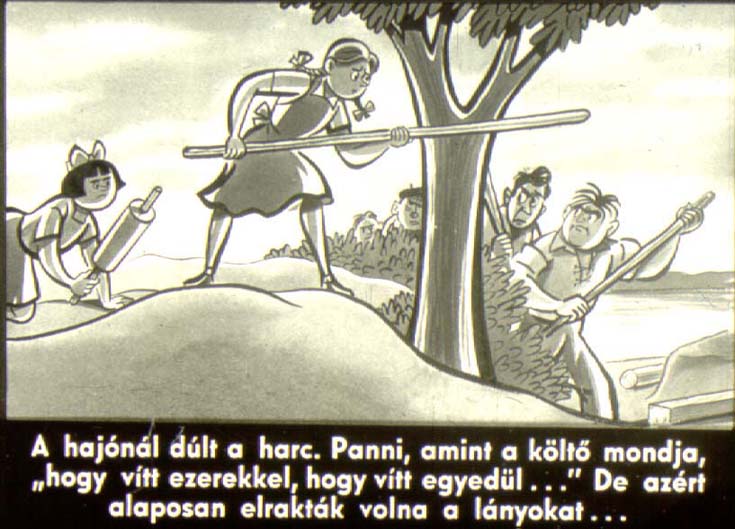 A hajónál dúlt a harc. Panni, amint a költő mondja,
„hogy vítt ezerekkel, hogy vítt egyedül . . ." De azért
alaposan elrakták volna a lányokat . . .